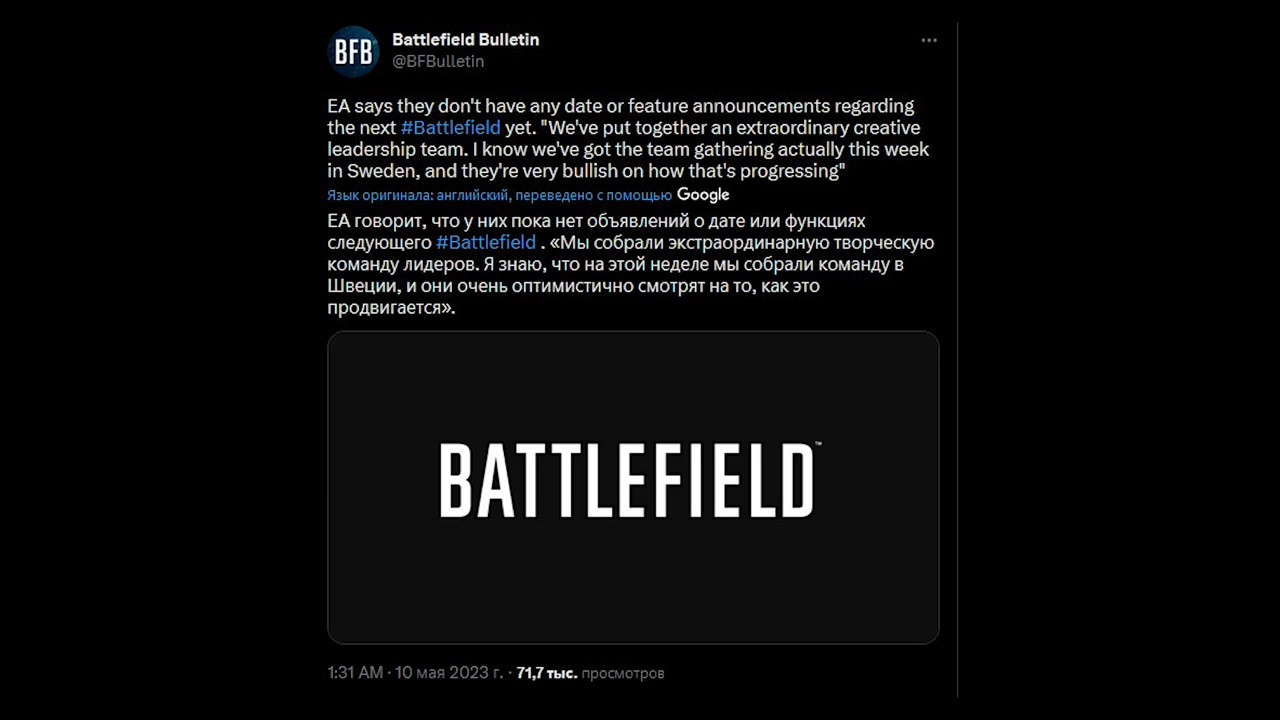 BFB
Battlefield Bulletin
@BFBulletin
EA says they don't have any date or feature announcements regarding
the next #Battlefield yet. "We've put together an extraordinary creative
leadership team. I know we've got the team gathering actually this week
in Sweden, and they're very bullish on how that's progressing"
Язык оригинала: английский, переведено с помощью Google
EA говорит, что у них пока нет объявлений о дате или функциях
следующего #Battlefield . «Мы собрали экстраординарную творческую
команду лидеров. Я знаю, что на этой неделе мы собрали команду в
Швеции, и они очень оптимистично смотрят на то, как это
продвигается».
BATTLEFIELD™
1:31 AM · 10 мая 2023 г. · 71,7 тыс. просмотров